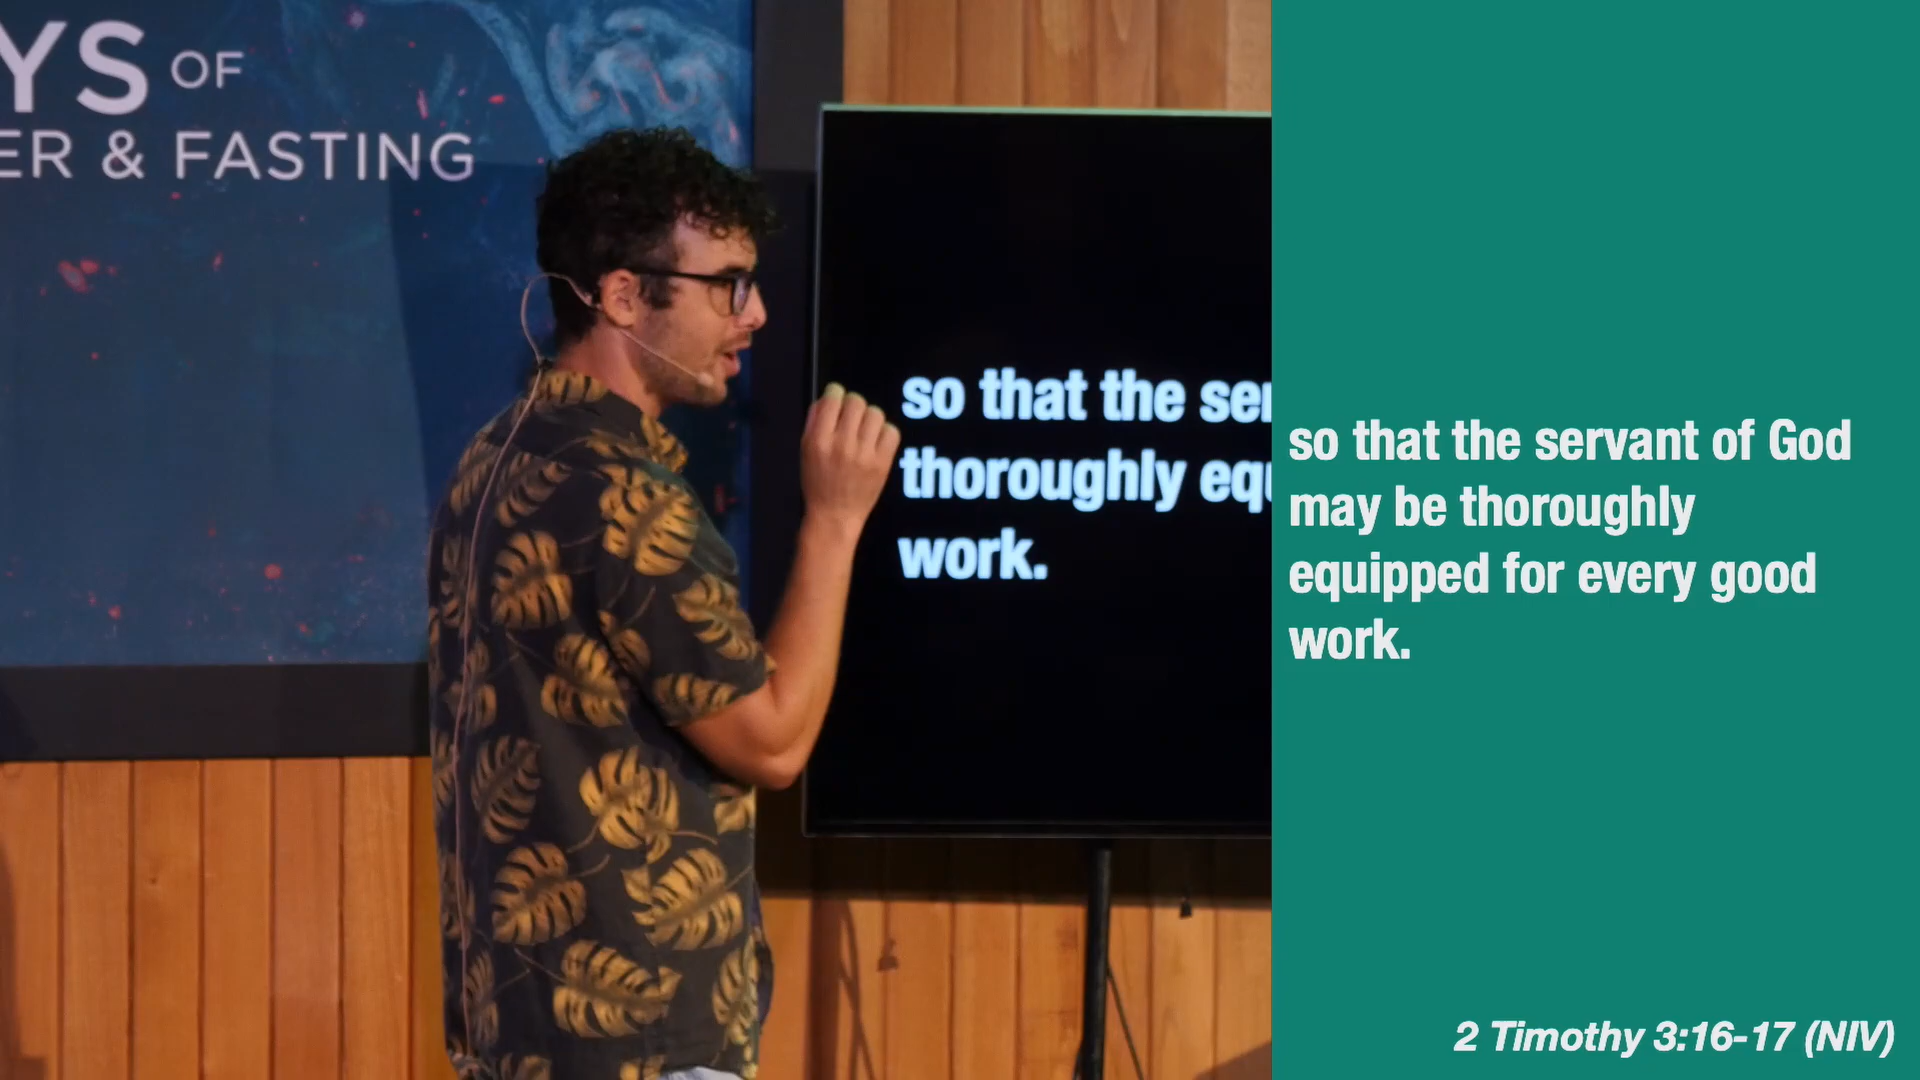 YS OF
ER & FASTING
so that the ser
thoroughly equ
work.
so that the servant of God
may be thoroughly
equipped for every good
work.
2 Timothy 3:16-17 (NIV)